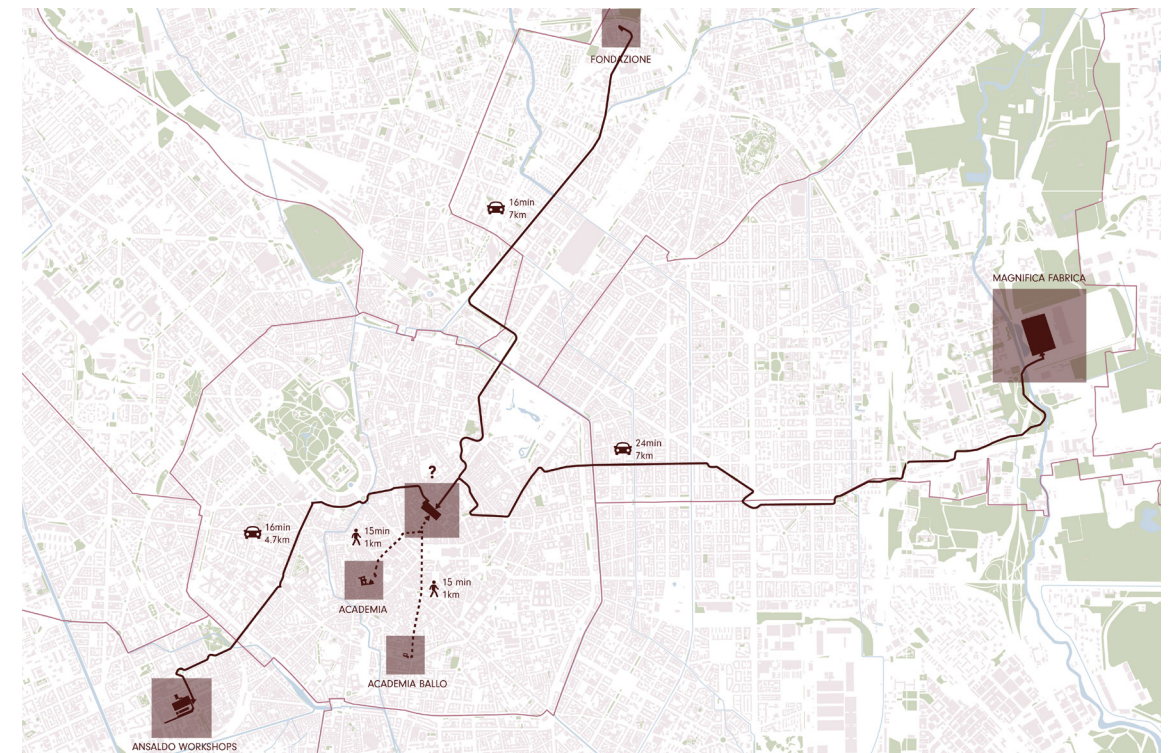 FONDAZIONE
16min
7km
MAGNIFICA FABRICA
24min
7km
?
16min
4.7km
15min
1km
15 min
1km
ACADEMIA
ACADEMIA BALLO
ANSALDO WORKSHOPS